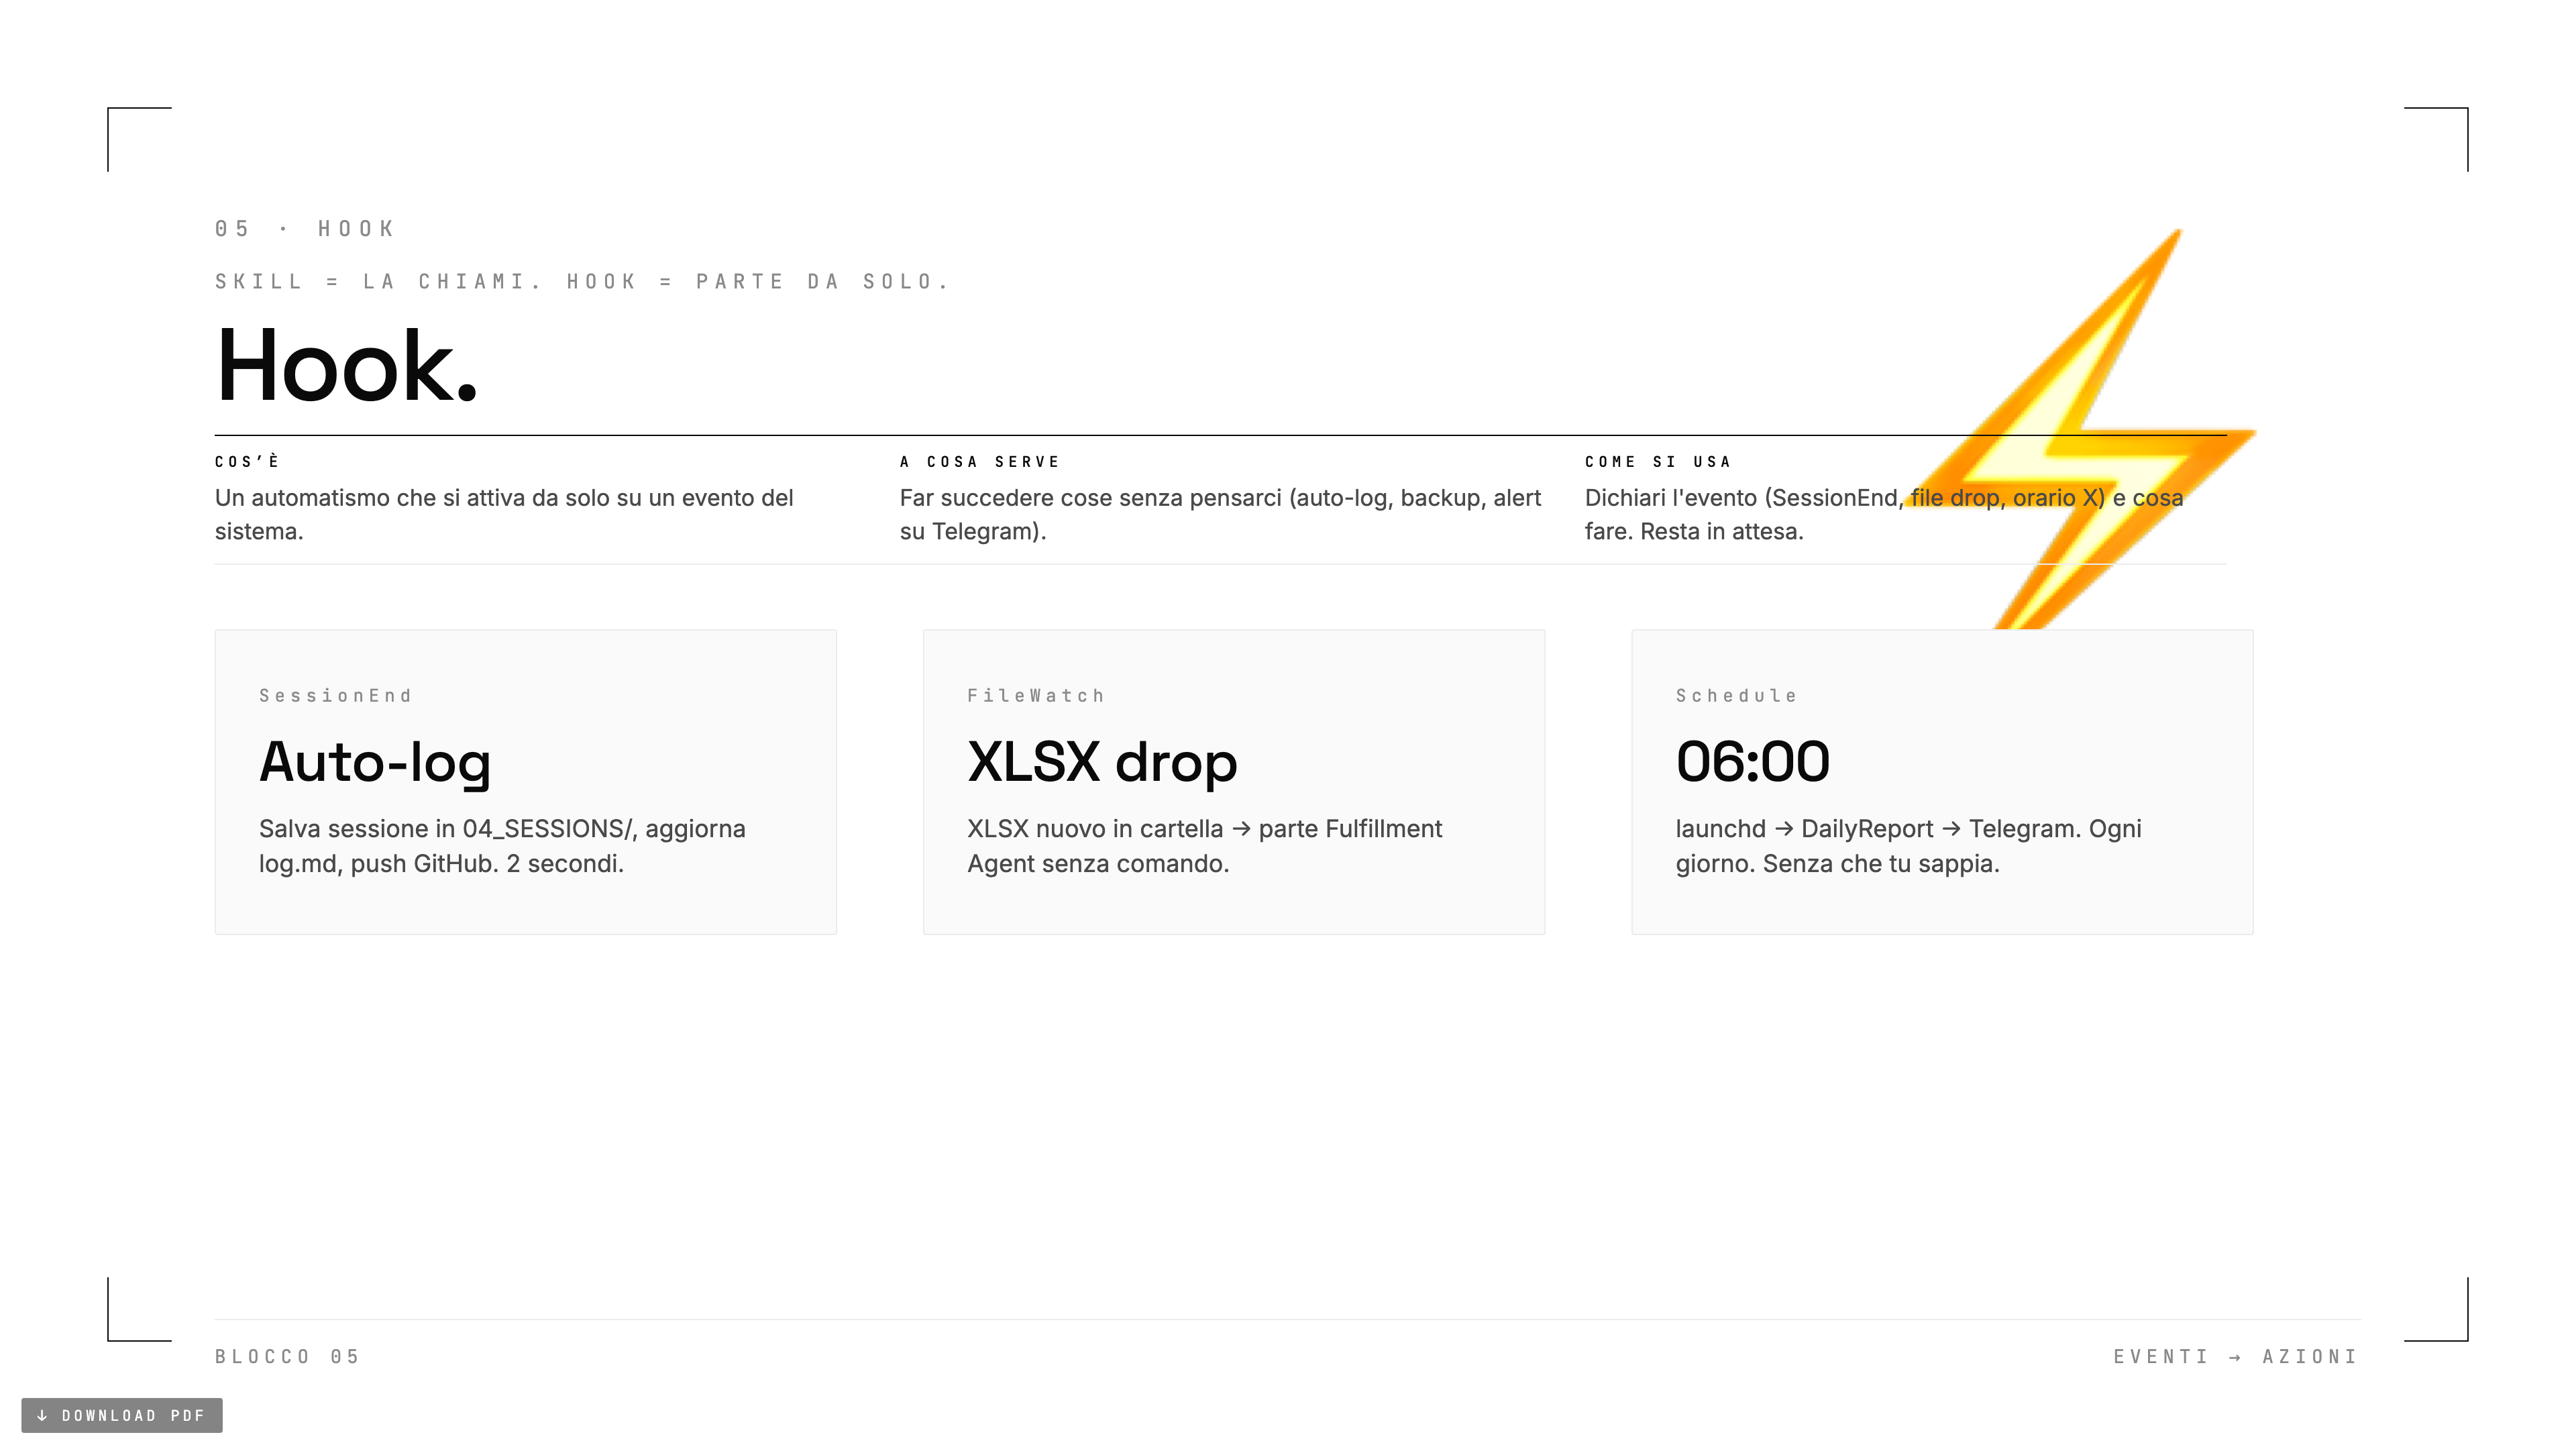 05 · HOOK
SKILL = LA CHIAMI. HOOK = PARTE DA SOLO.
Hook.
COS’È
Un automatismo che si attiva da solo su un evento del
sistema.
A COSA SERVE
Far succedere cose senza pensarci (auto-log, backup, alert
su Telegram).
COME SI USA
Dichiari l'evento (SessionEnd, file drop, orario X) e cosa
fare. Resta in attesa.
SessionEnd
Auto-log
Salva sessione in 04_SESSIONS/, aggiorna
log.md, push GitHub. 2 secondi.
FileWatch
XLSX drop
XLSX nuovo in cartella → parte Fulfillment
Agent senza comando.
Schedule
06:00
launchd → DailyReport → Telegram. Ogni
giorno. Senza che tu sappia.
BLOCCO 05
EVENTI → AZIONI
↓ DOWNLOAD PDF